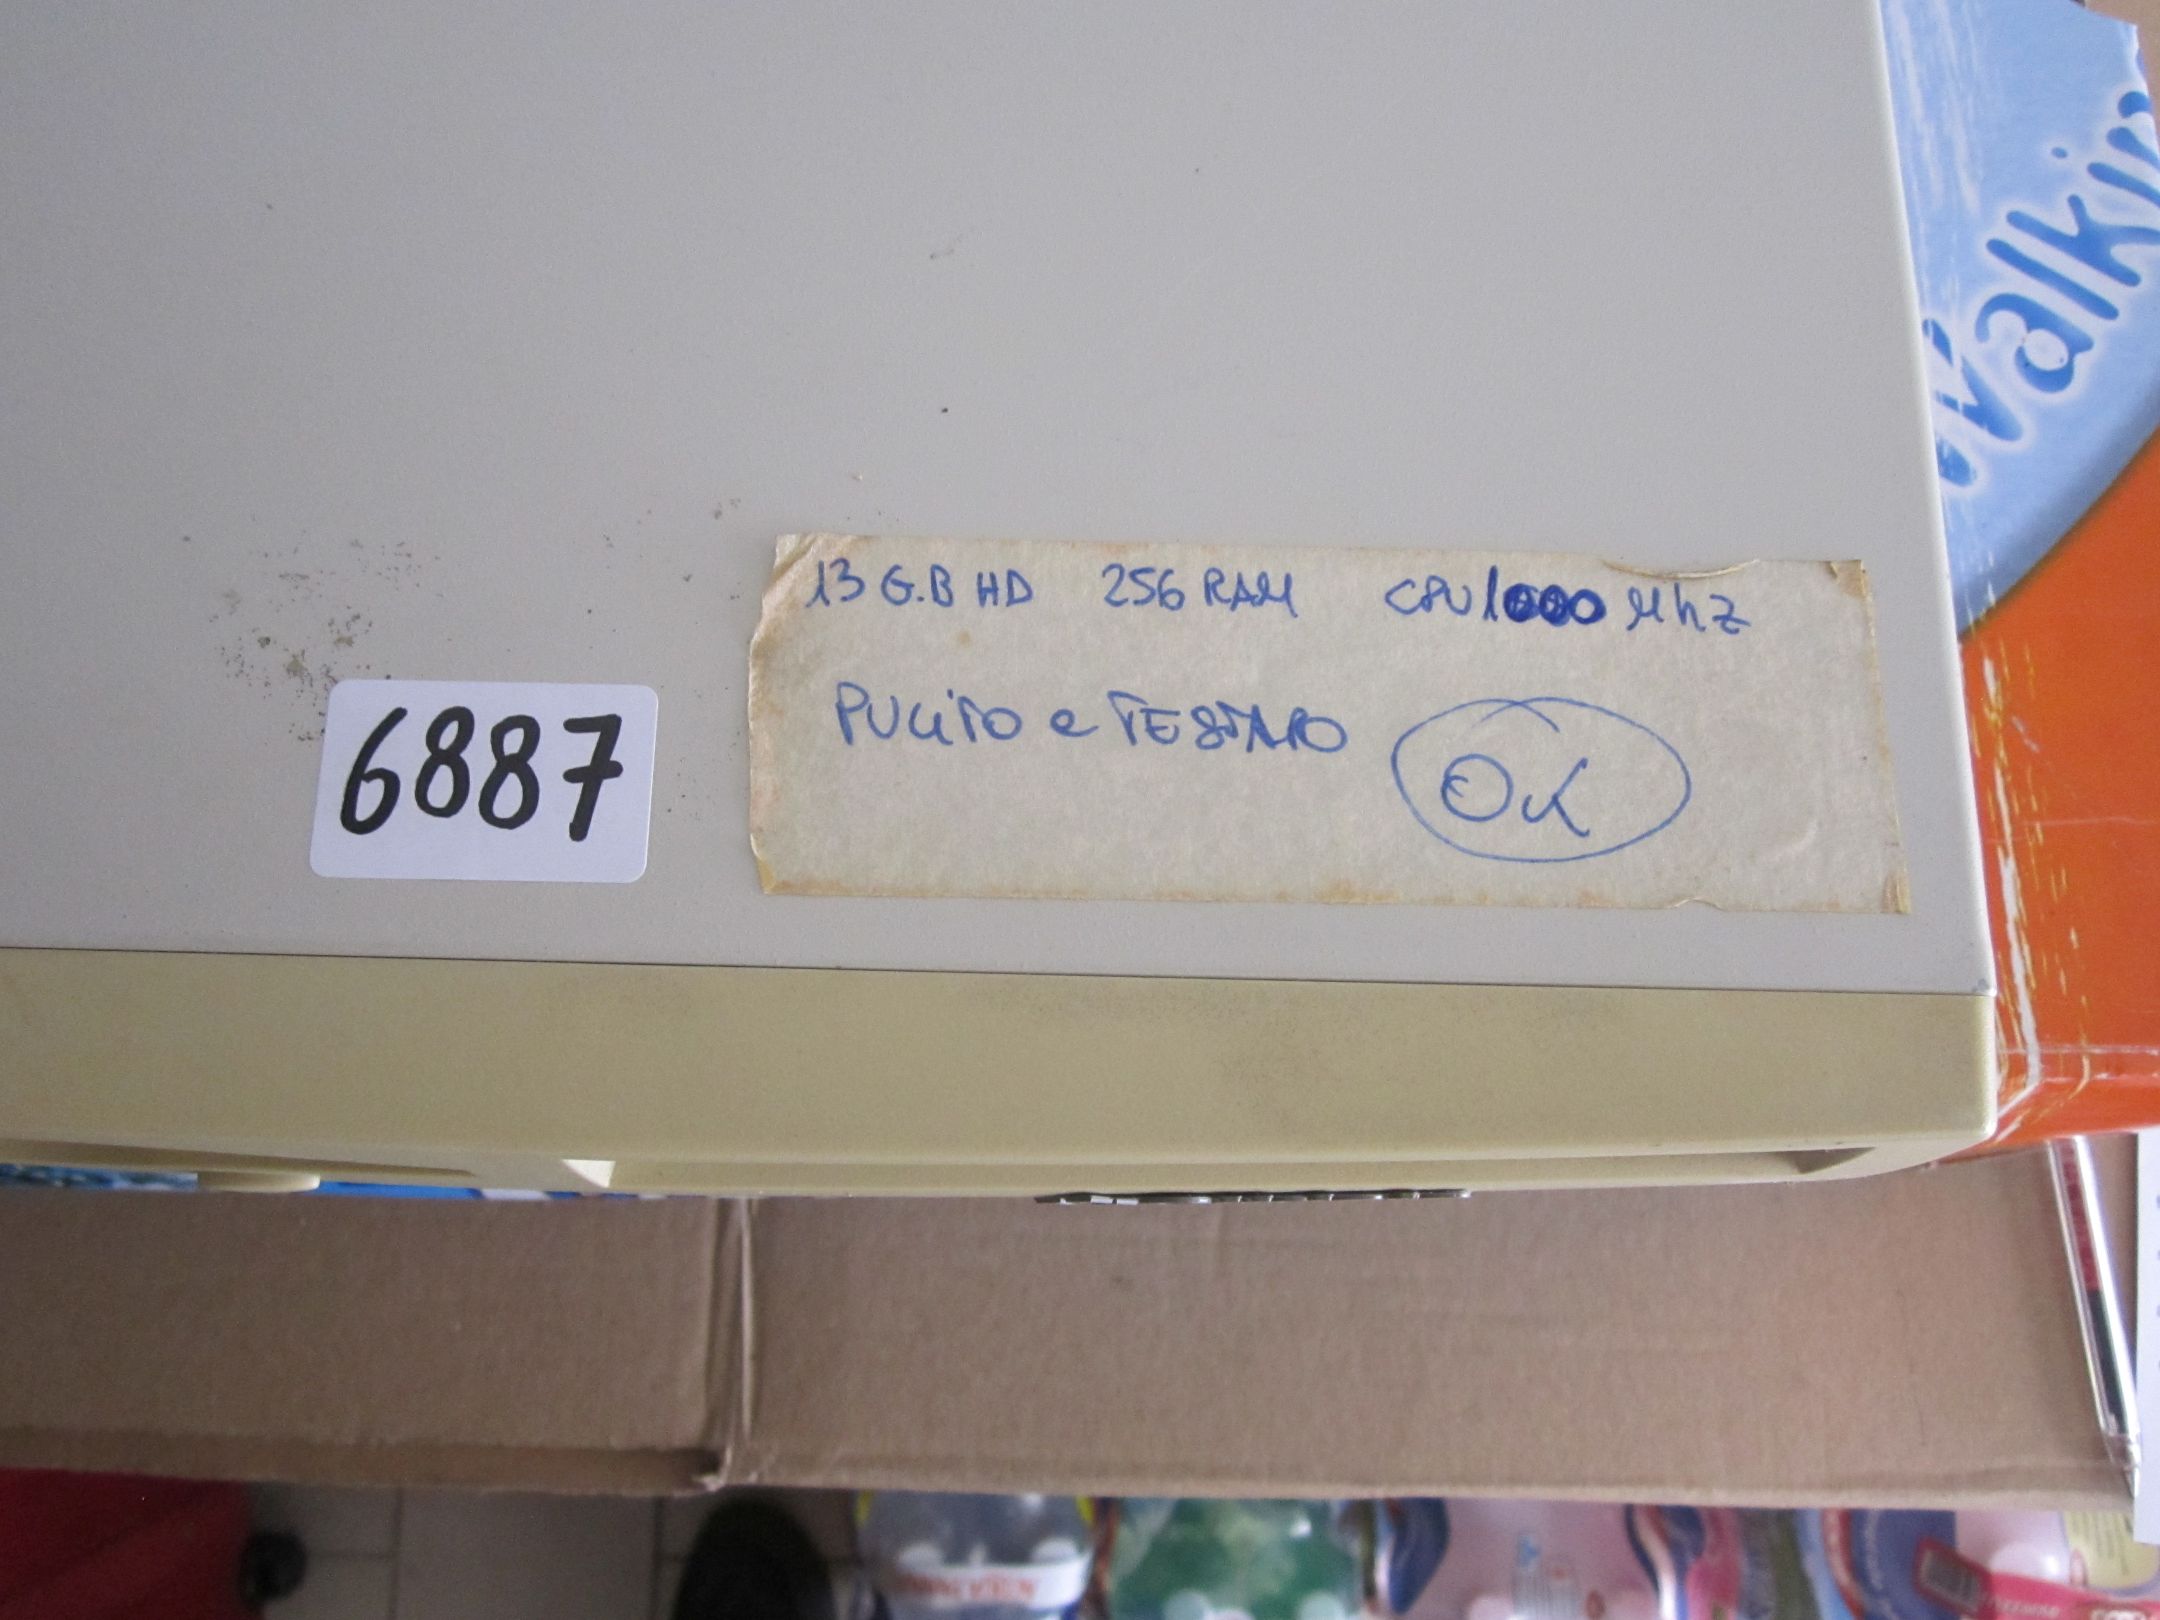 13 G.B HD 256 RAM CPU 1000 MhZ
PULITO e TESTATO
OK
6887